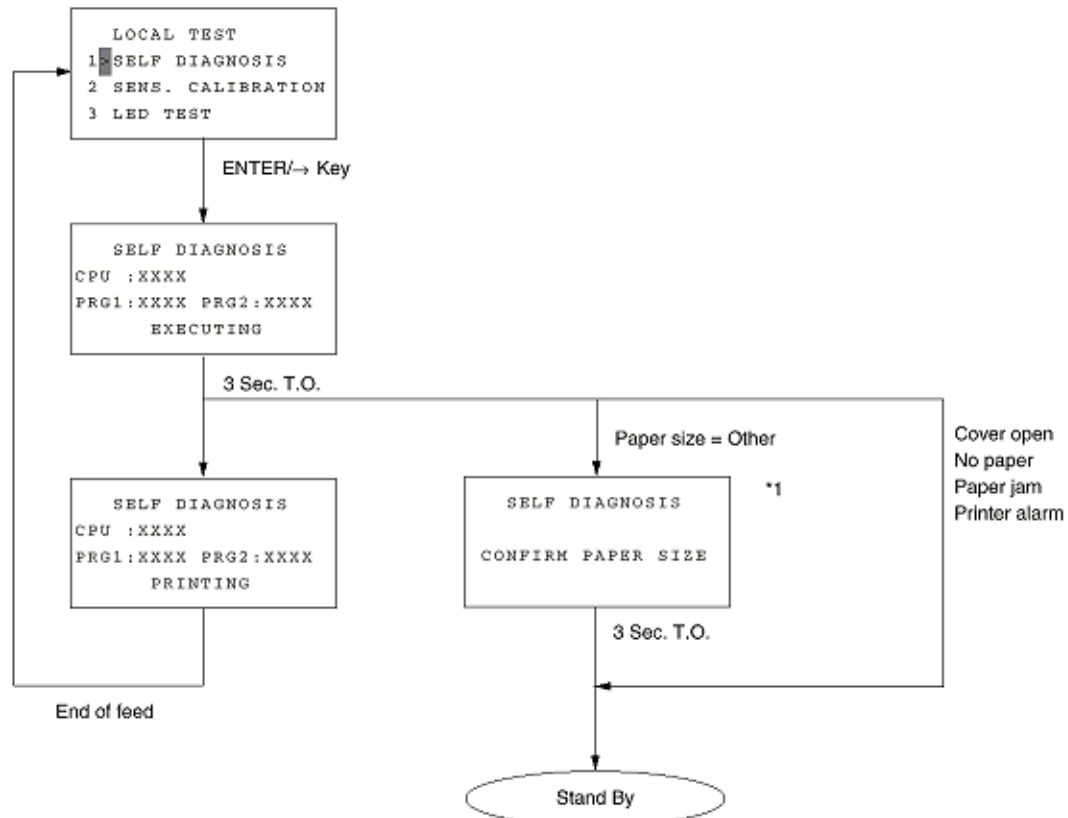 LOCAL TEST
1>SELF DIAGNOSIS
2 SENS. CALIBRATION
3 LED TEST
ENTER/→ Key
SELF DIAGNOSIS
CPU :XXXX
PRG1:XXXX PRG2:XXXX
EXECUTING
3 Sec. T.O.
SELF DIAGNOSIS
CPU :XXXX
PRG1:XXXX PRG2:XXXX
PRINTING
End of feed
Paper size = Other
SELF DIAGNOSIS
CONFIRM PAPER SIZE
*1
3 Sec. T.O.
Cover open
No paper
Paper jam
Printer alarm
Stand By